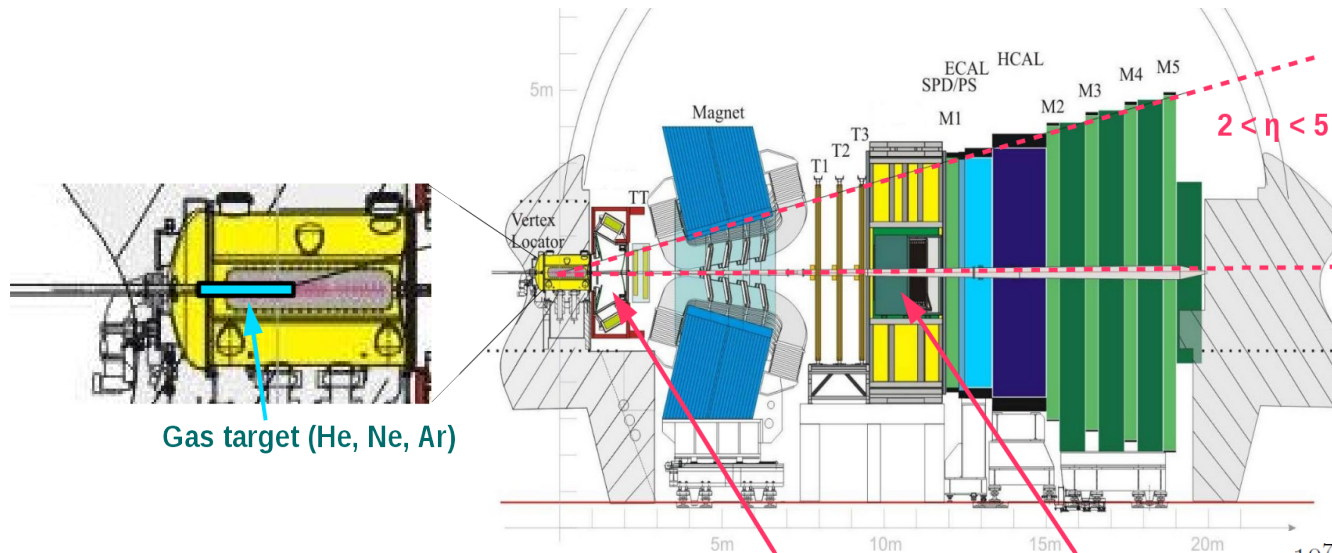 HCAL
ECAL
SPD/PS
M5
M4
M3
M2
M1
5m
Magnet
T3
T2
T1
2 < η < 5
TT
Vertex
Locator
Gas target (He, Ne, Ar)
5m
10m
15m
20m